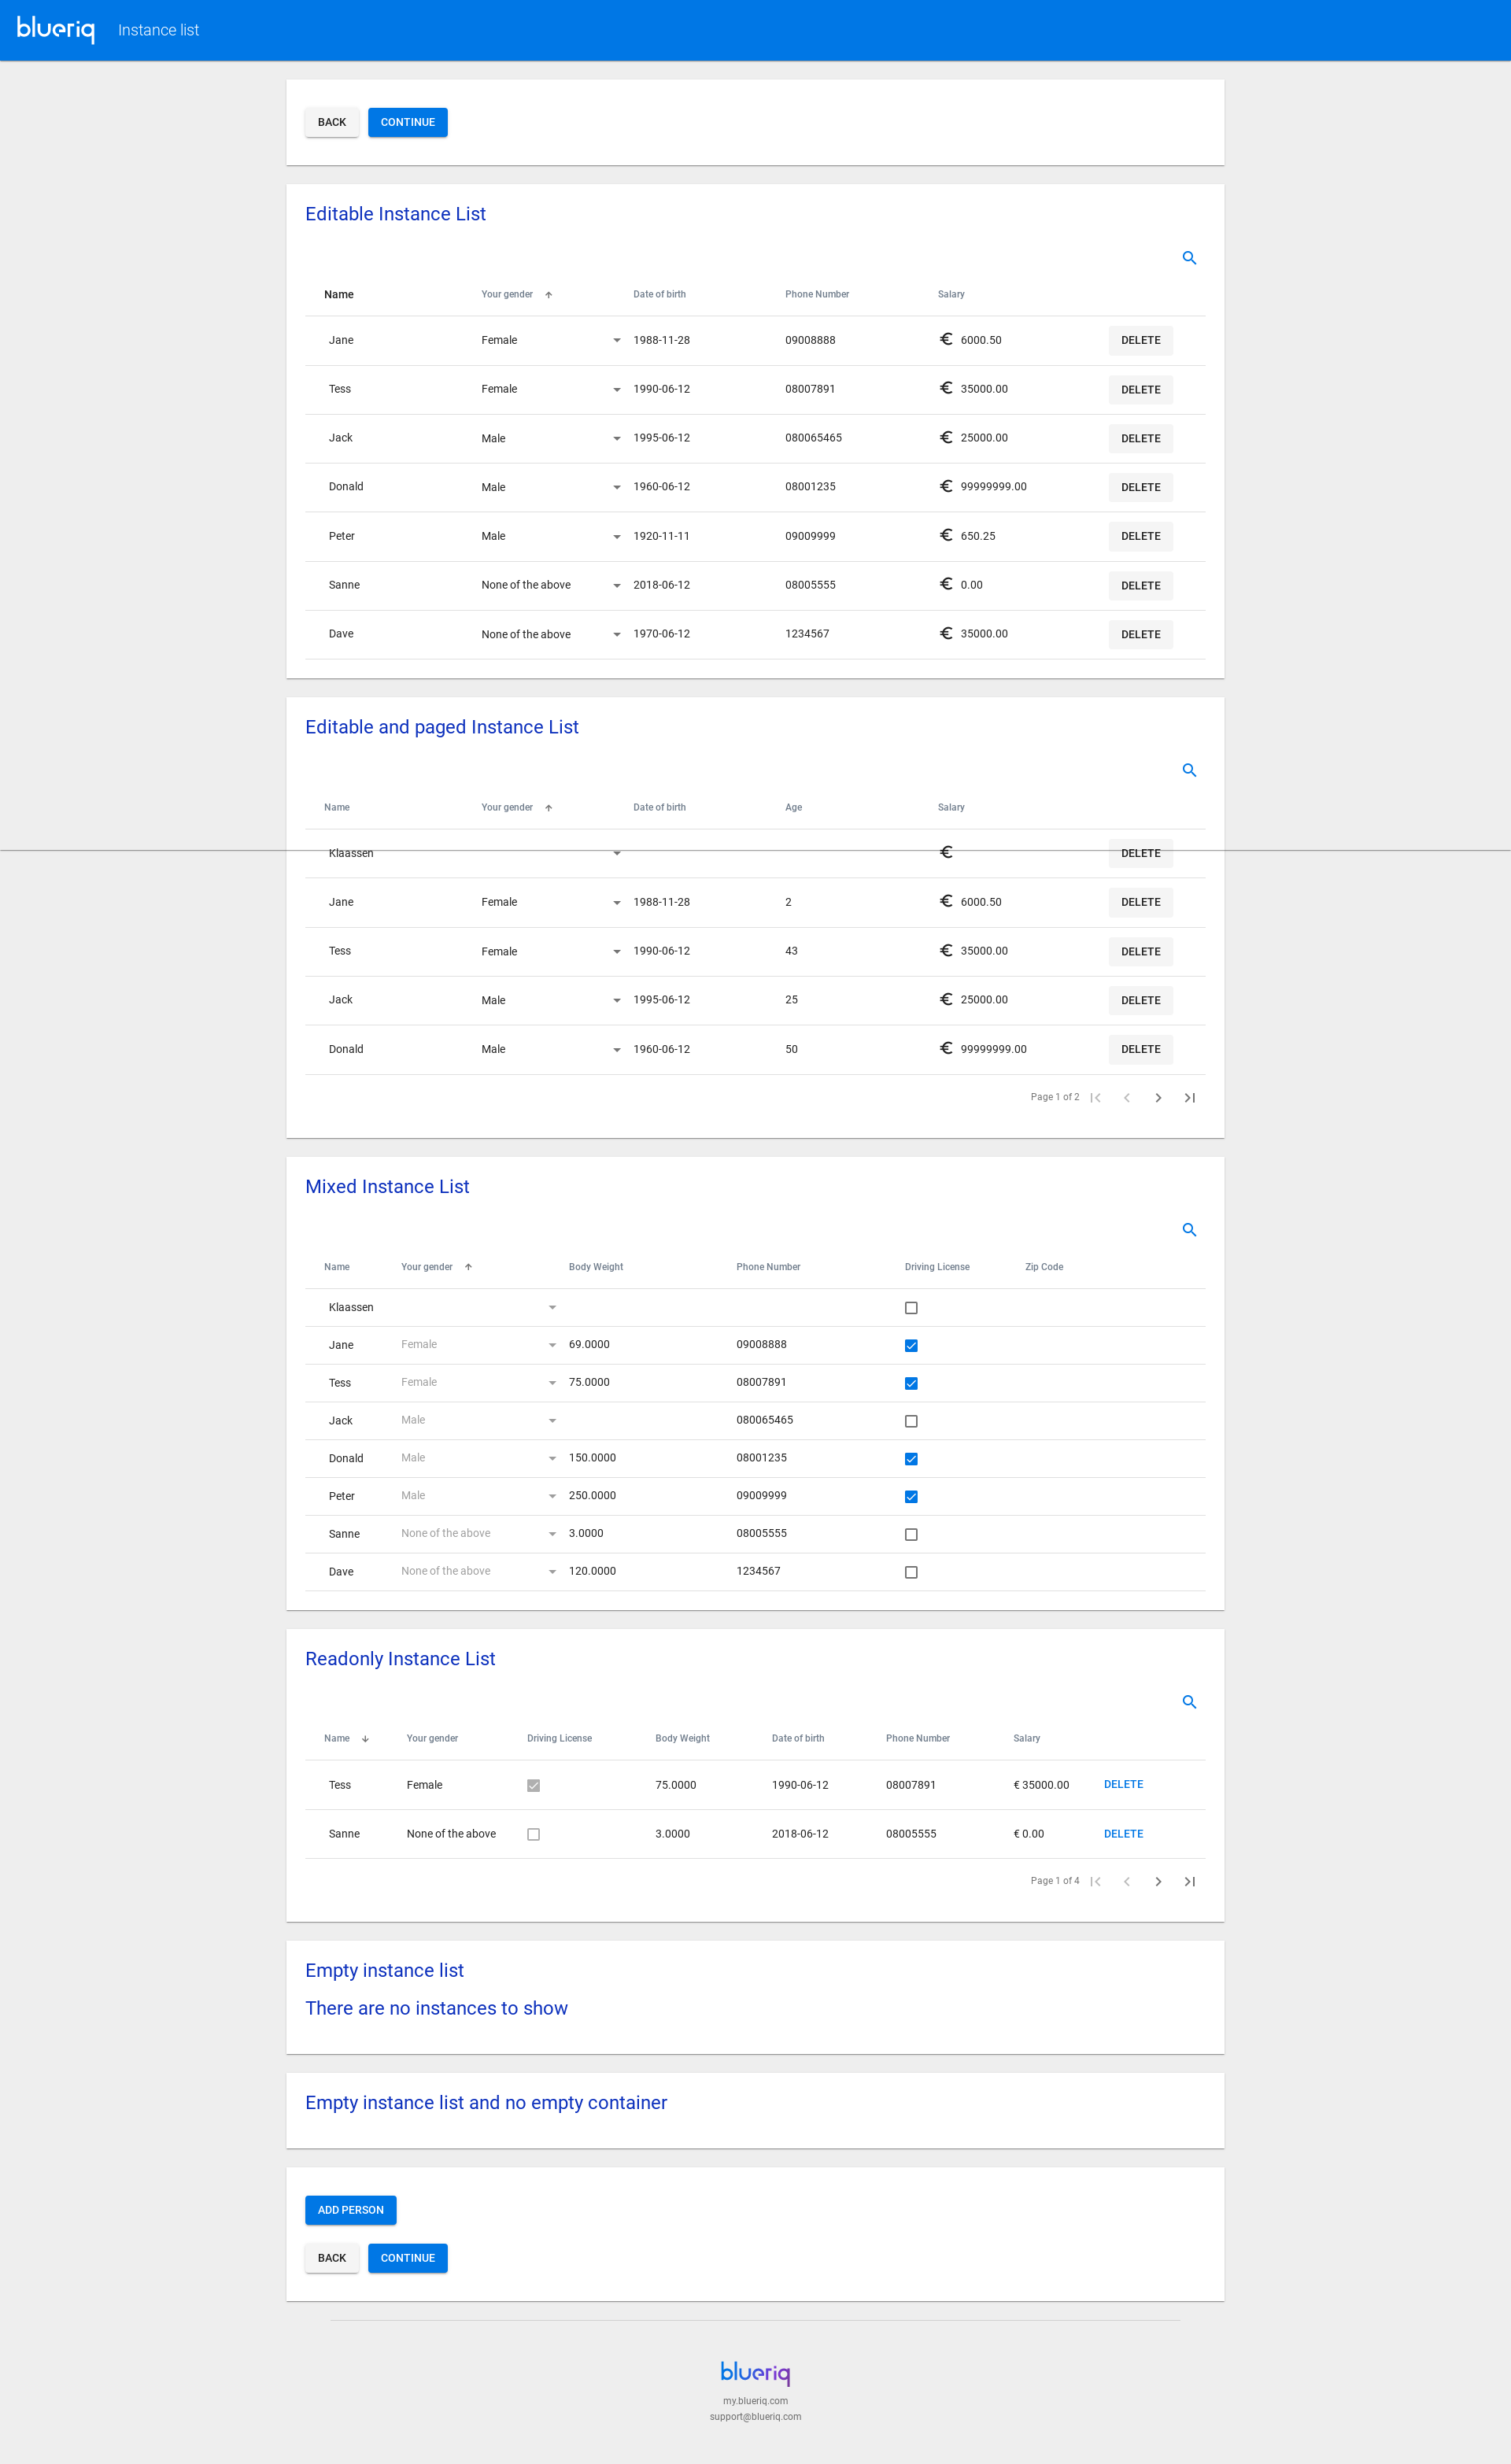 blueriq Instance list
BACK CONTINUE
Editable Instance List
Name Your gender Date of birth Phone Number Salary
Jane Female 1988-11-28 09008888 € 6000.50 DELETE
Tess Female 1990-06-12 08007891 € 35000.00 DELETE
Jack Male 1995-06-12 080065465 € 25000.00 DELETE
Donald Male 1960-06-12 08001235 € 99999999.00 DELETE
Peter Male 1920-11-11 09009999 € 650.25 DELETE
Sanne None of the above 2018-06-12 08005555 € 0.00 DELETE
Dave None of the above 1970-06-12 1234567 € 35000.00 DELETE
Editable and paged Instance List
Name Your gender Date of birth Age Salary
Klaassen € DELETE
Jane Female 1988-11-28 2 € 6000.50 DELETE
Tess Female 1990-06-12 43 € 35000.00 DELETE
Jack Male 1995-06-12 25 € 25000.00 DELETE
Donald Male 1960-06-12 50 € 99999999.00 DELETE
Page 1 of 2
Mixed Instance List
Name Your gender Body Weight Phone Number Driving License Zip Code
Klaassen
Jane Female 69.0000 09008888
Tess Female 75.0000 08007891
Jack Male 080065465
Donald Male 150.0000 08001235
Peter Male 250.0000 09009999
Sanne None of the above 3.0000 08005555
Dave None of the above 120.0000 1234567
Readonly Instance List
Name Your gender Driving License Body Weight Date of birth Phone Number Salary
Tess Female 75.0000 1990-06-12 08007891 € 35000.00 DELETE
Sanne None of the above 3.0000 2018-06-12 08005555 € 0.00 DELETE
Page 1 of 4
Empty instance list
There are no instances to show
Empty instance list and no empty container
ADD PERSON
BACK CONTINUE
blueriq
my.blueriq.com
support@blueriq.com